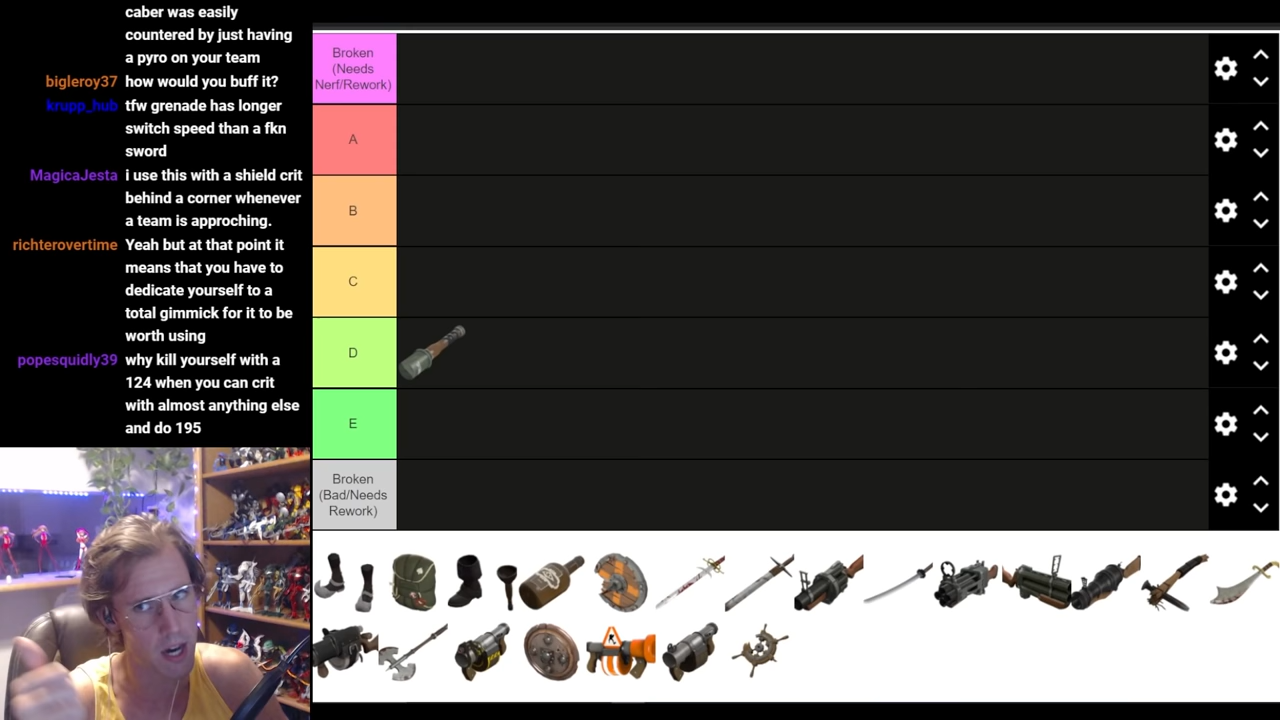 caber was easily
countered by just having
a pyro on your team
bigleroy37 how would you buff it?
krupp_hub tfw grenade has longer
switch speed than a fkn
sword
MagicaJesta i use this with a shield crit
behind a corner whenever
a team is approching.
richterovertime Yeah but at that point it
means that you have to
dedicate yourself to a
total gimmick for it to be
worth using
popesquidly39 why kill yourself with a
124 when you can crit
with almost anything else
and do 195
Broken
(Needs
Nerf/Rework)
A
B
C
D
E
Broken
(Bad/Needs
Rework)